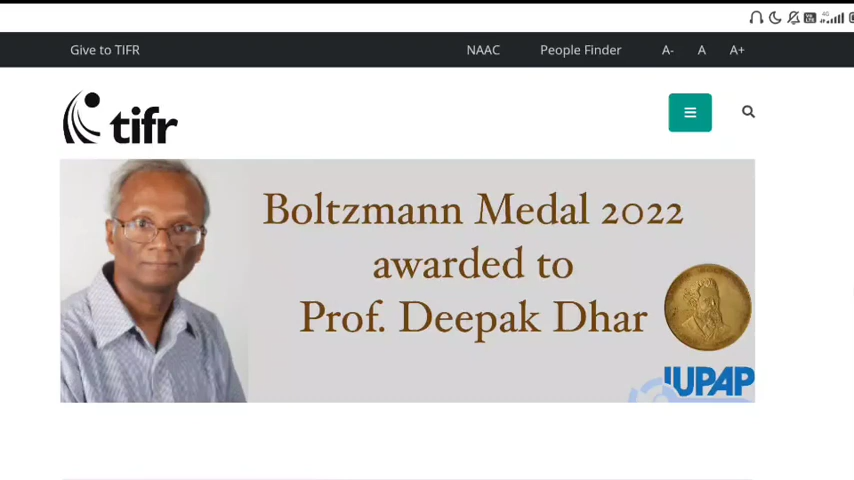 Give to TIFR
NAAC
People Finder
A-
A
A+
tifr
Boltzmann Medal 2022
awarded to
Prof. Deepak Dhar
IUPAP